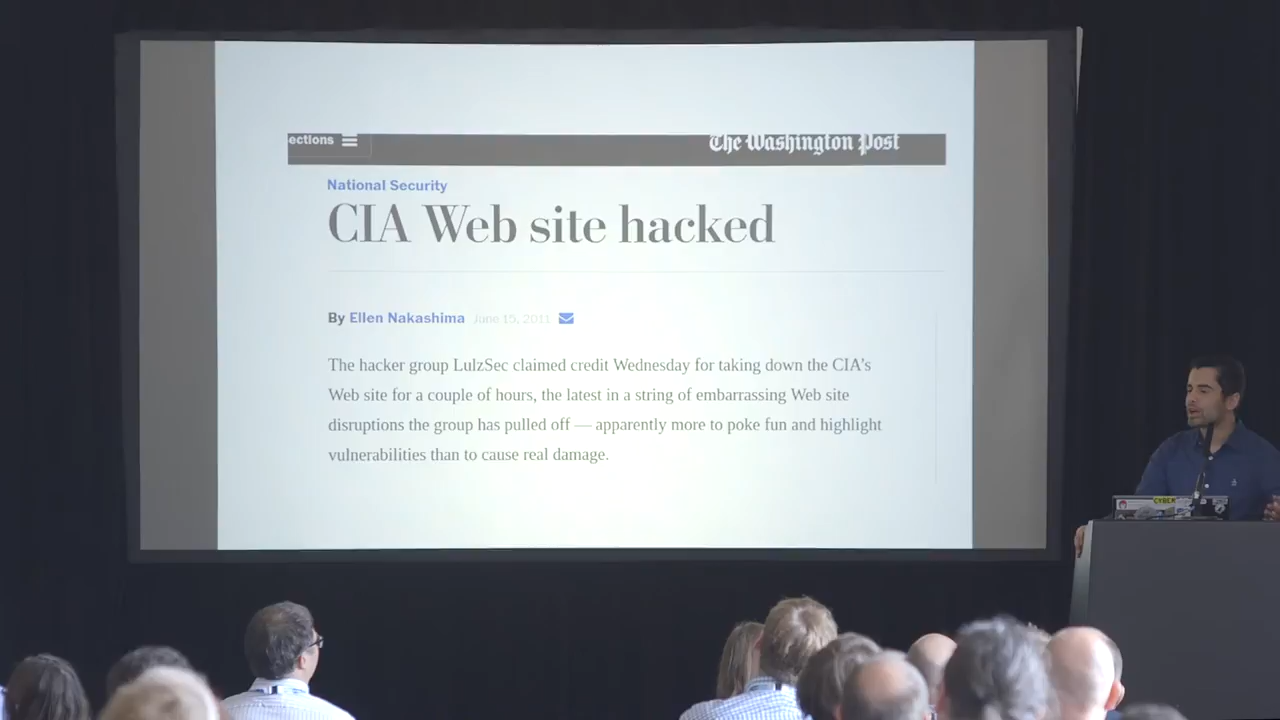 ections
The Washington Post
National Security
CIA Web site hacked
By Ellen Nakashima June 15, 2011
The hacker group LulzSec claimed credit Wednesday for taking down the CIA's
Web site for a couple of hours, the latest in a string of embarrassing Web site
disruptions the group has pulled off — apparently more to poke fun and highlight
vulnerabilities than to cause real damage.
CYBER